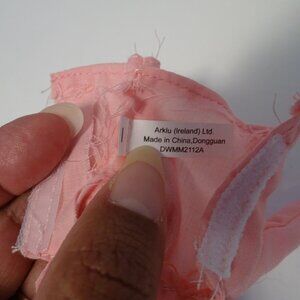 Arklu (Ireland) Ltd
Made in China,Dongguan
DWMM2112A